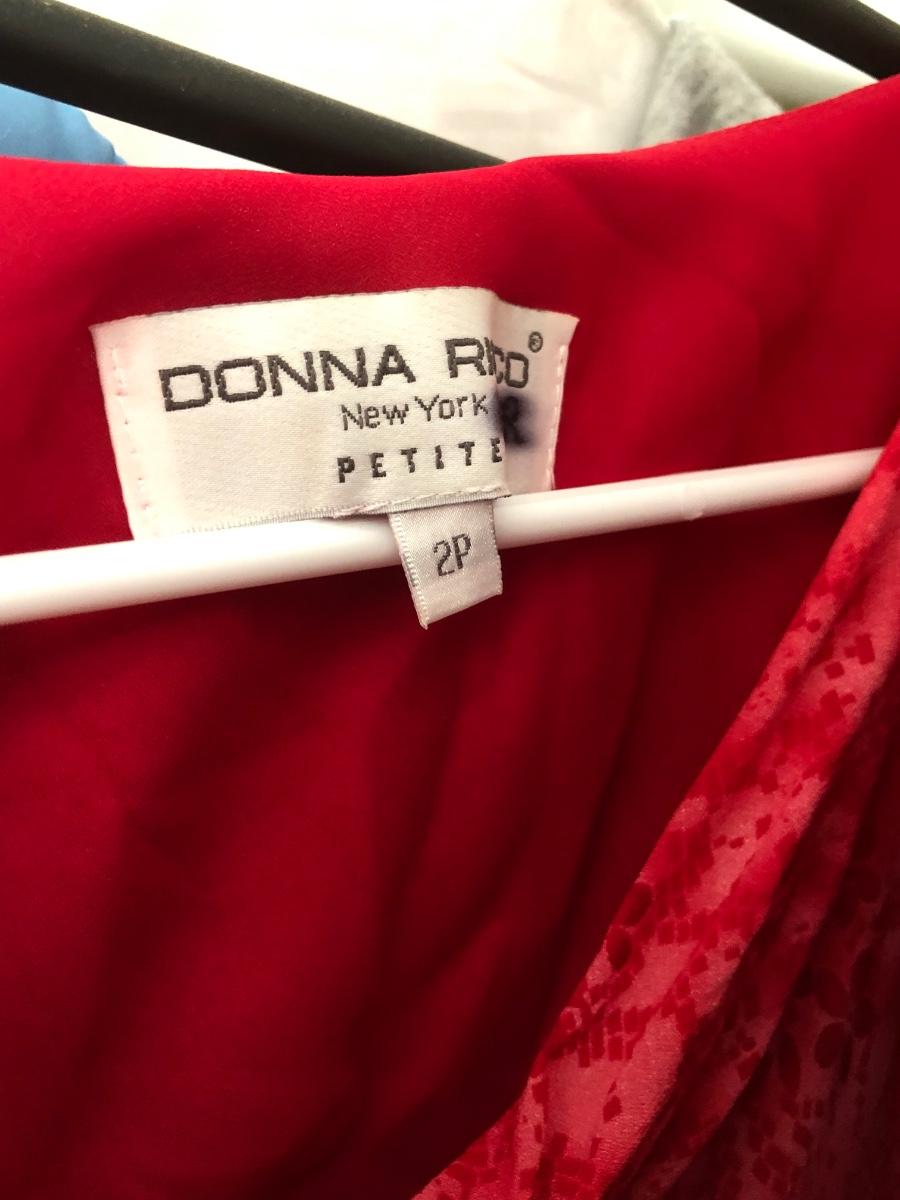 DONNA RICO®
New York
R
PETITE
2P